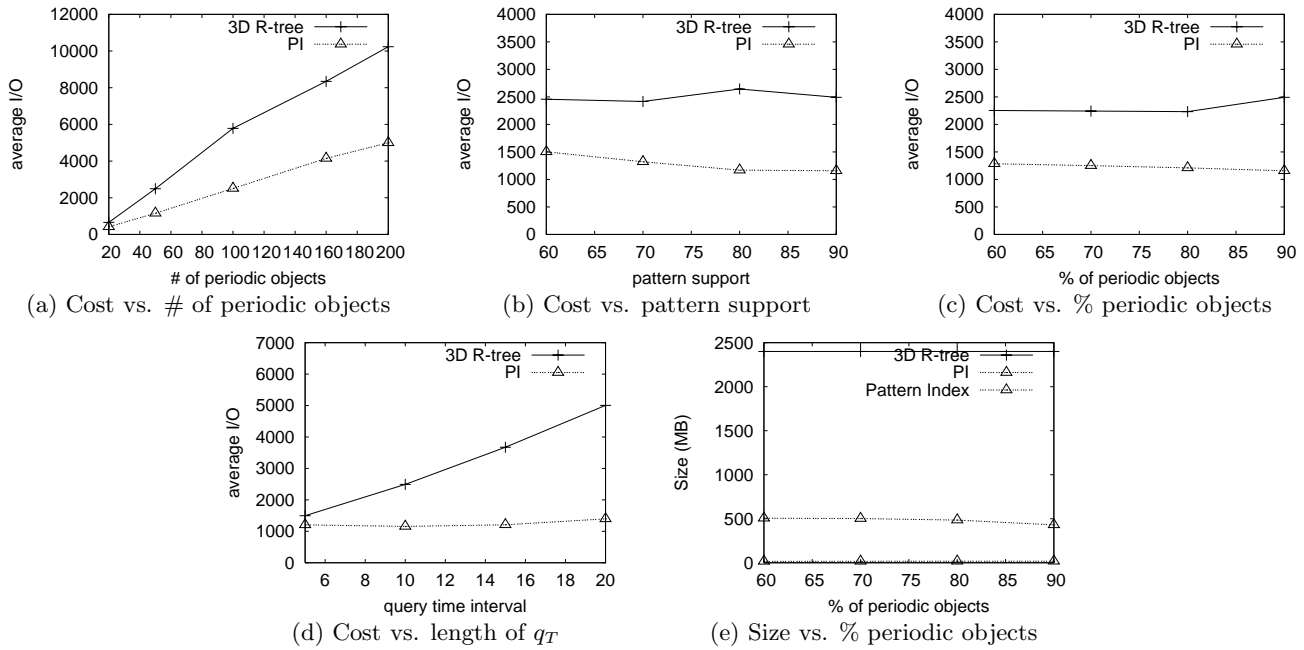 12000
10000
8000
6000
4000
2000
0
20 40 60 80 100 120 140 160 180 200
average I/O
# of periodic objects
3D R-tree
PI
(a) Cost vs. # of periodic objects
4000
3500
3000
2500
2000
1500
1000
500
0
60 65 70 75 80 85 90
average I/O
pattern support
3D R-tree
PI
(b) Cost vs. pattern support
4000
3500
3000
2500
2000
1500
1000
500
0
60 65 70 75 80 85 90
average I/O
% of periodic objects
3D R-tree
PI
(c) Cost vs. % periodic objects
7000
6000
5000
4000
3000
2000
1000
0
6 8 10 12 14 16 18 20
average I/O
query time interval
3D R-tree
PI
(d) Cost vs. length of qT
2500
2000
1500
1000
500
0
60 65 70 75 80 85 90
Size (MB)
% of periodic objects
3D R-tree
PI
Pattern Index
(e) Size vs. % periodic objects